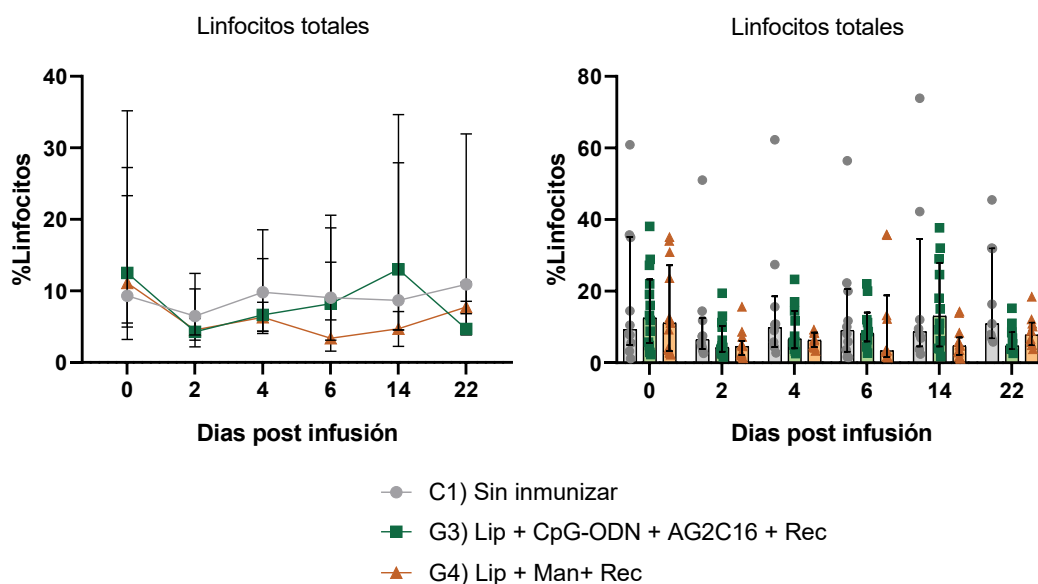 Linfocitos totales
%Linfocitos
40
30
20
10
0
0 2 4 6 14 22
Dias post infusión
Linfocitos totales
%Linfocitos
80
60
40
20
0
0 2 4 6 14 22
Dias post infusión
C1) Sin inmunizar
G3) Lip + CpG-ODN + AG2C16 + Rec
G4) Lip + Man+ Rec